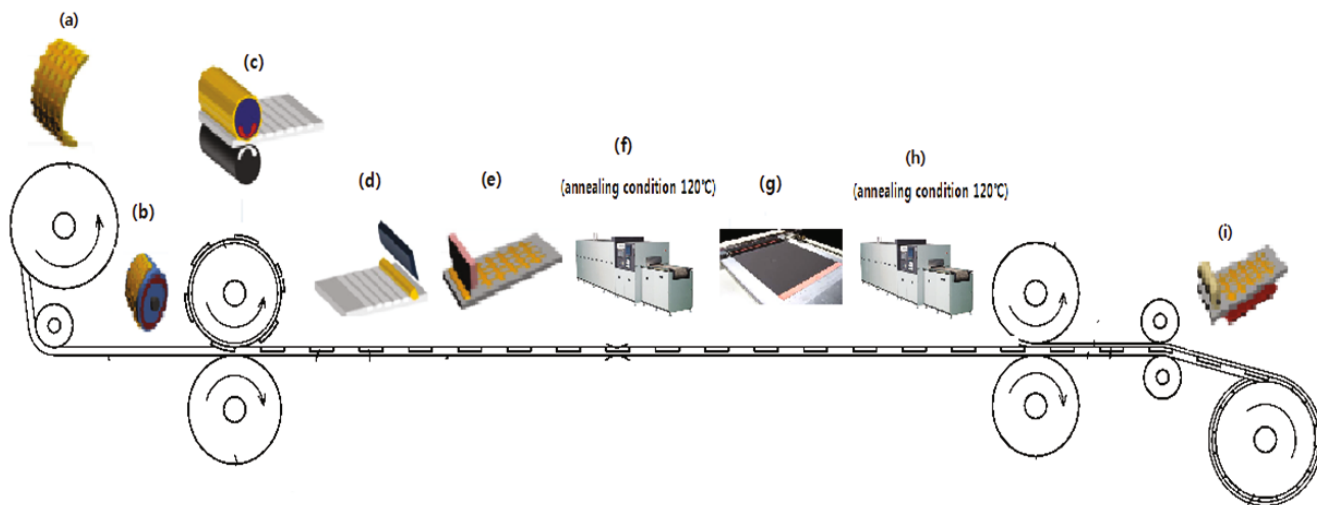 (a)
(b)
(c)
(d)
(e)
(f)
(annealing condition 120℃)
(g)
(h)
(annealing condition 120℃)
(i)